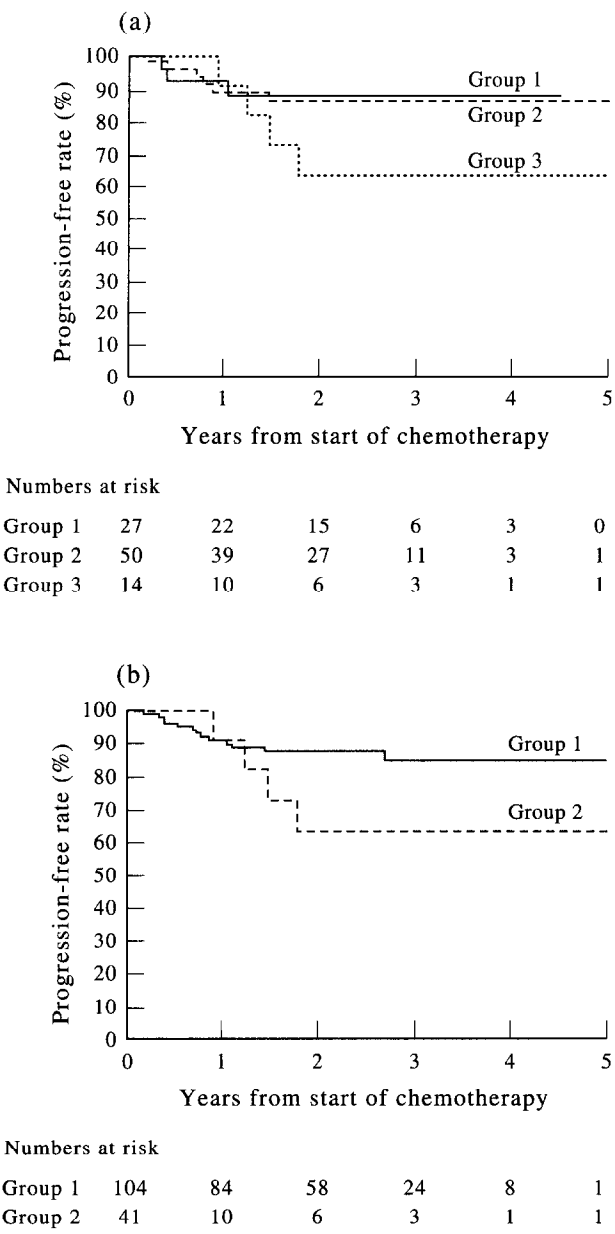 (a)
Progression-free rate (%)
100
90
80
70
60
50
40
30
20
10
0
Group 1
Group 2
Group 3
0 1 2 3 4 5
Years from start of chemotherapy
Numbers at risk
Group 1 27 22 15 6 3 0
Group 2 50 39 27 11 3 1
Group 3 14 10 6 3 1 1
(b)
Progression-free rate (%)
100
90
80
70
60
50
40
30
20
10
0
Group 1
Group 2
0 1 2 3 4 5
Years from start of chemotherapy
Numbers at risk
Group 1 104 84 58 24 8 1
Group 2 41 10 6 3 1 1